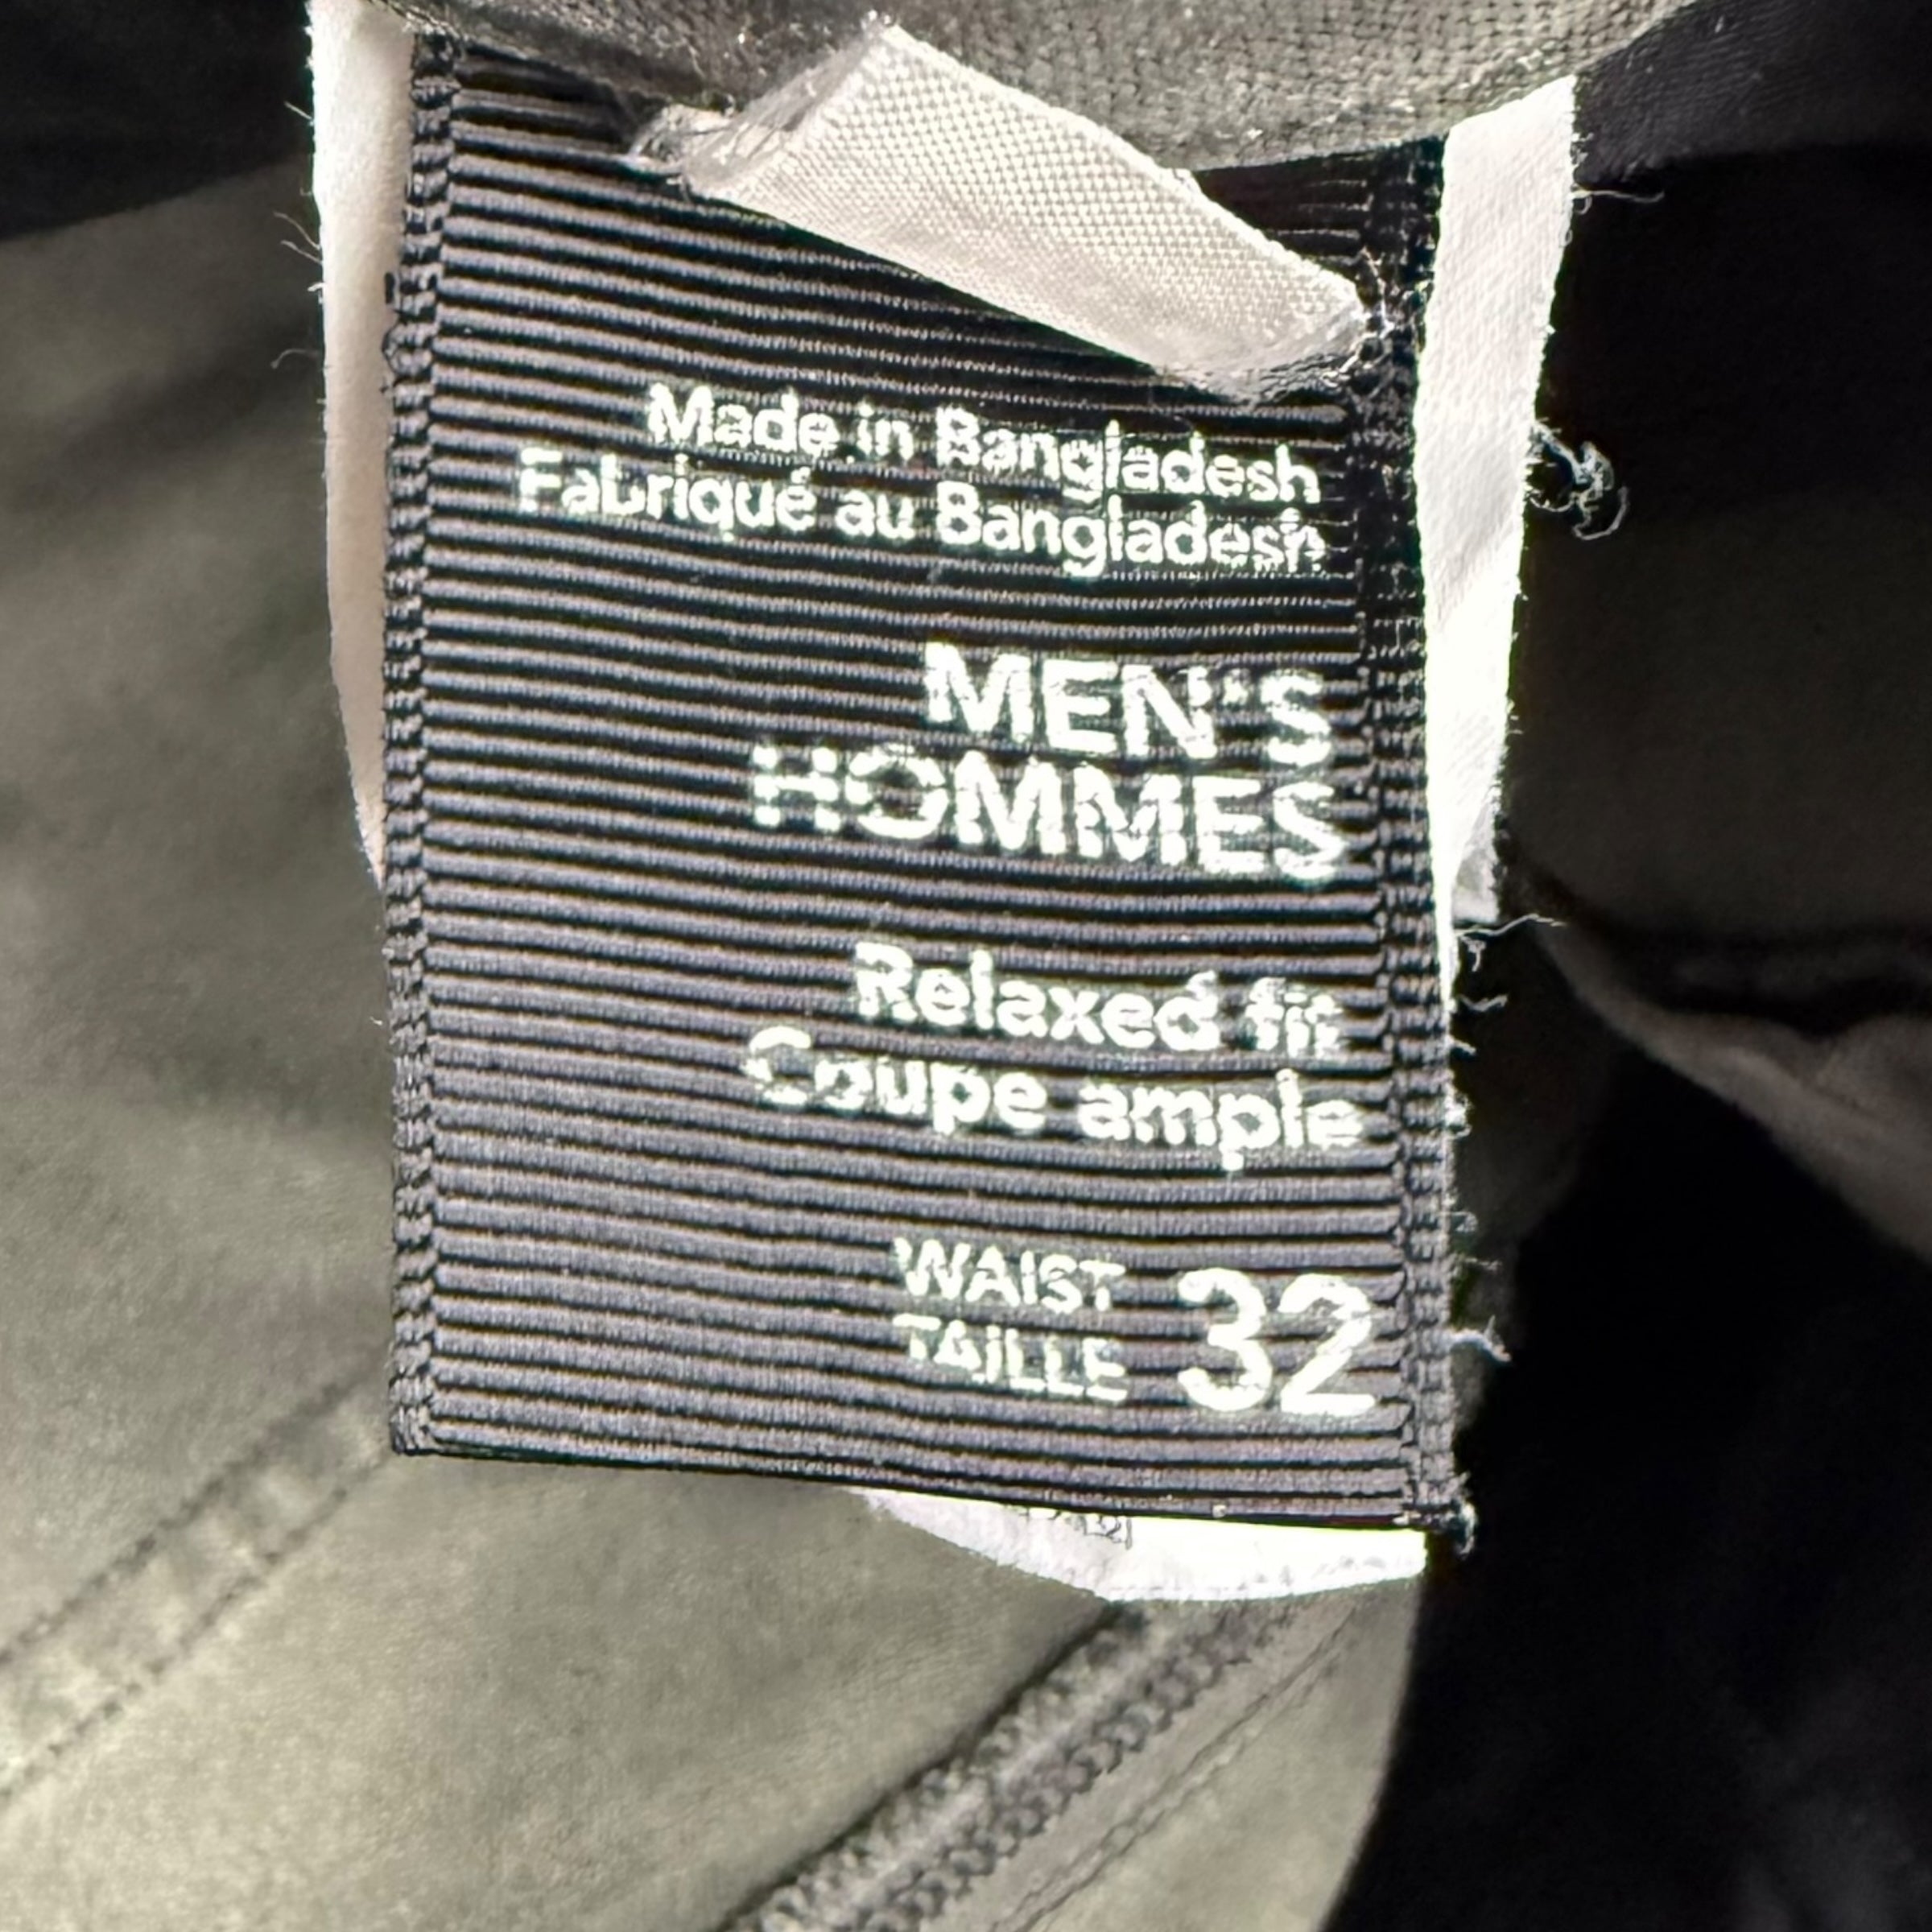 Made in Bangladesh
Fabriqué au Bangladesh
MEN'S
HOMMES
Relaxed fit
Coupe ample
WAIST 32
TAILLE